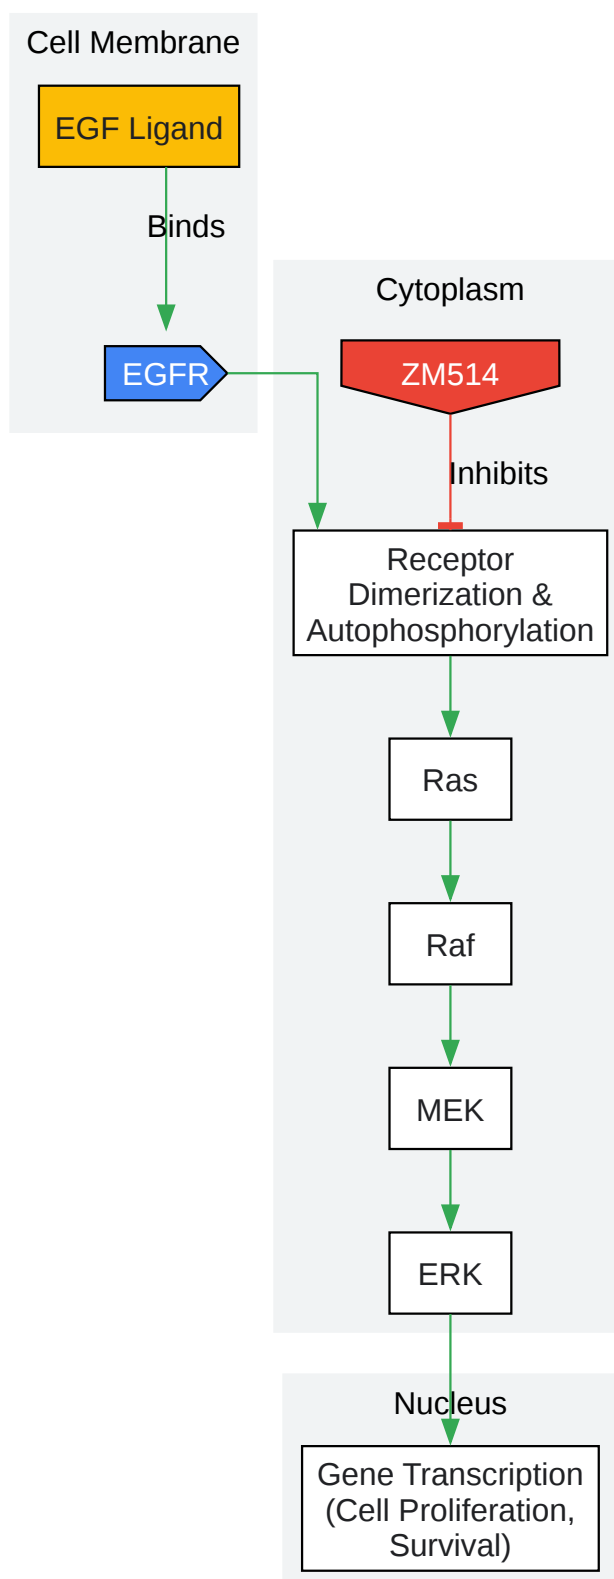 Cell Membrane
EGF Ligand
Binds
EGFR
Cytoplasm
ZM514
Inhibits
Receptor
Dimerization &
Autophosphorylation
Ras
Raf
MEK
ERK
Nucleus
Gene Transcription
(Cell Proliferation,
Survival)